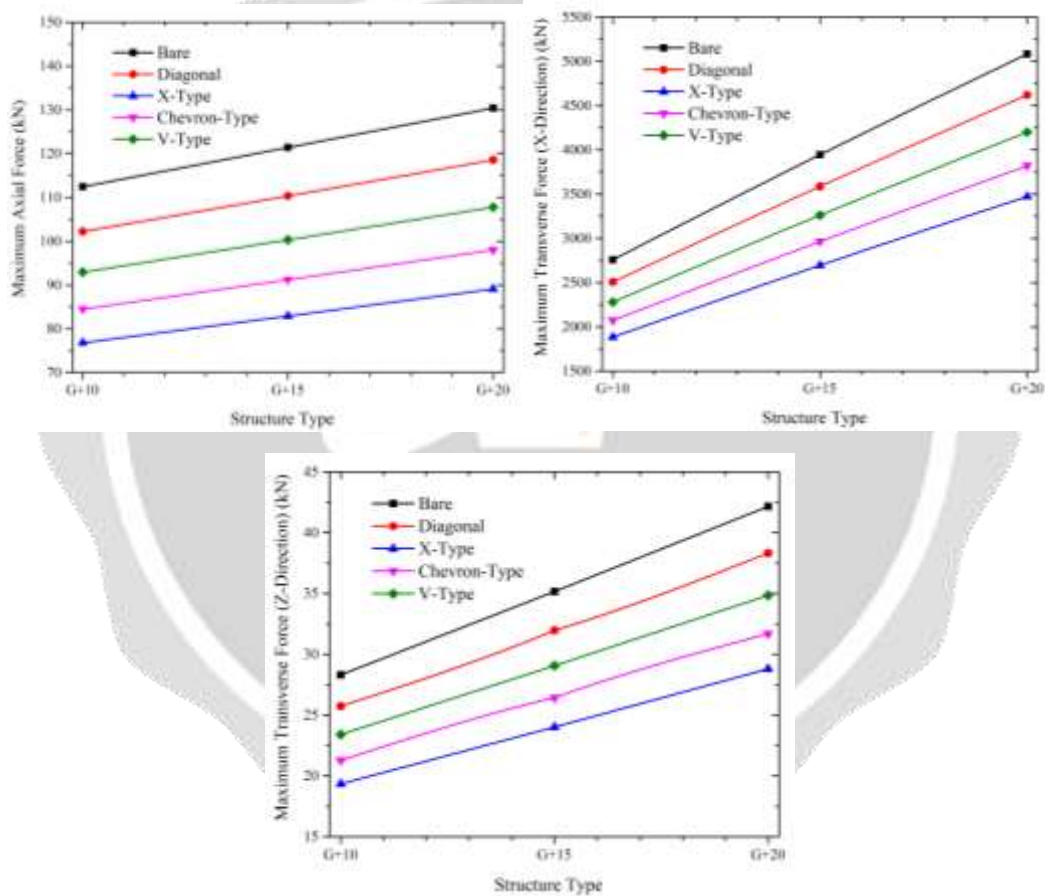 150
140
130
120
110
100
90
80
70
Maximum Axial Force (kN)
Bare
Diagonal
X-Type
Chevron-Type
V-Type
G+10 G+15 G+20
Structure Type
5500
5000
4500
4000
3500
3000
2500
2000
1500
Maximum Transverse Force (X-Direction) (kN)
Bare
Diagonal
X-Type
Chevron-Type
V-Type
G+10 G+15 G+20
Structure Type
45
40
35
30
25
20
15
Maximum Transverse Force (Z-Direction) (kN)
Bare
Diagonal
X-Type
Chevron-Type
V-Type
G+10 G+15 G+20
Structure Type